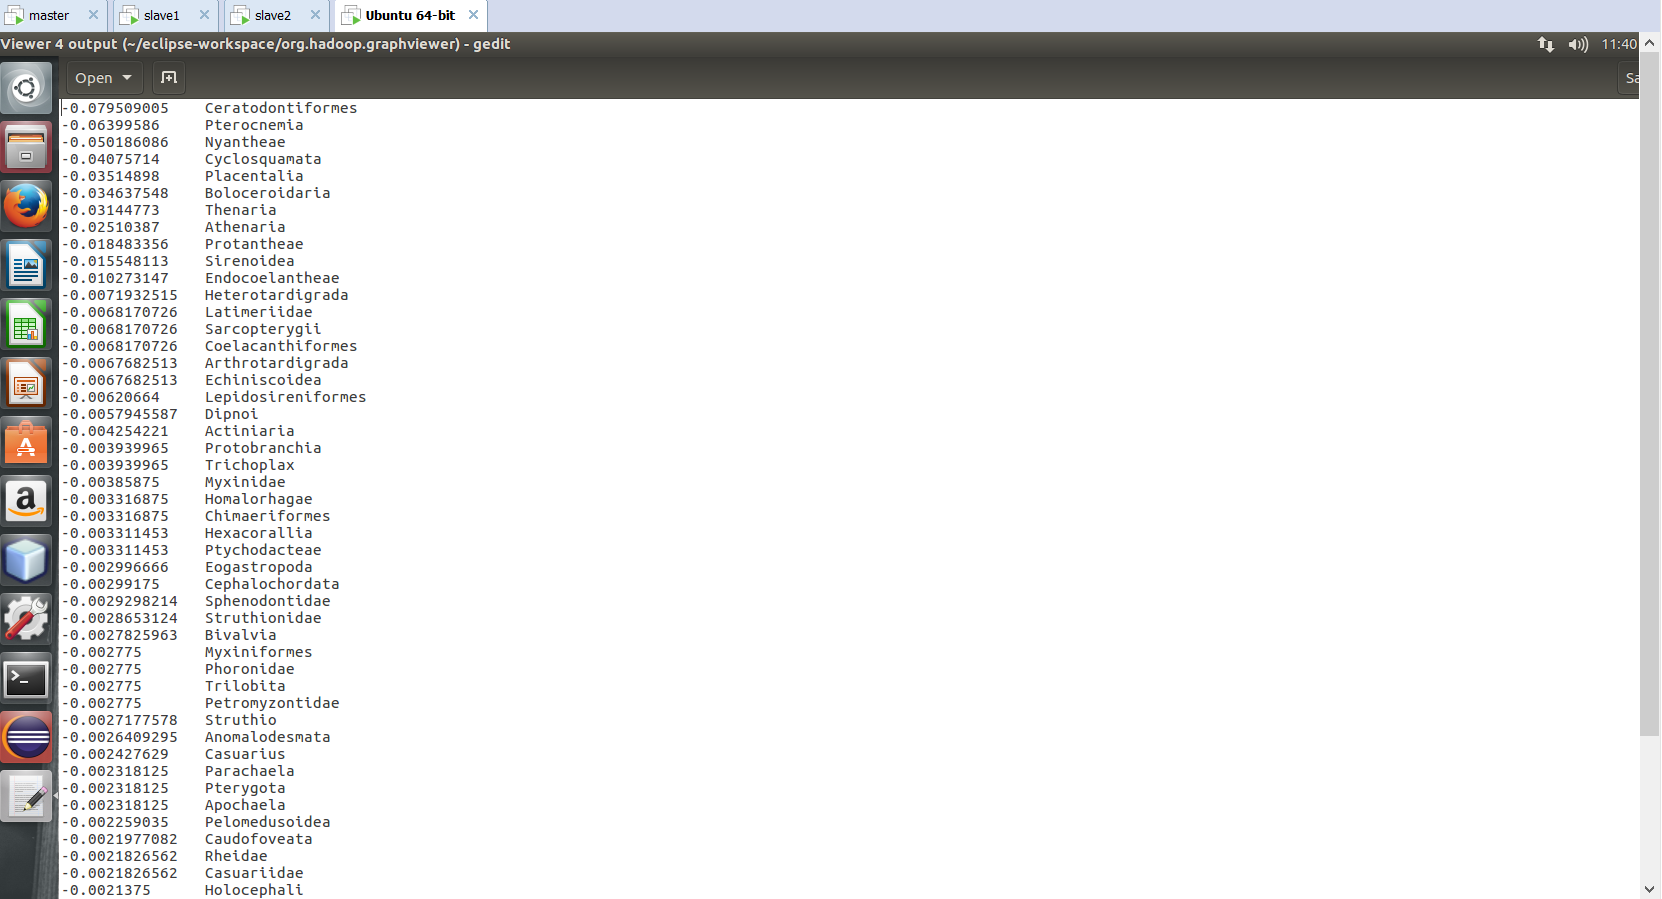 master slave1 slave2 Ubuntu 64-bit
Viewer 4 output (~/eclipse-workspace/org.hadoop.graphviewer) - gedit 11:40
Open Sa
-0.079509005 Ceratodontiformes
-0.06399586 Pterocnemia
-0.050186086 Nyantheae
-0.04075714 Cyclosquamata
-0.03514898 Placentalia
-0.034637548 Boloceroidaria
-0.03144773 Thenaria
-0.02510387 Athenaria
-0.018483356 Protantheae
-0.015548113 Sirenoidea
-0.010273147 Endocoelantheae
-0.0071932515 Heterotardigrada
-0.0068170726 Latimeriidae
-0.0068170726 Sarcopterygii
-0.0068170726 Coelacanthiformes
-0.0067682513 Arthrotardigrada
-0.0067682513 Echiniscoidea
-0.00620664 Lepidosireniformes
-0.0057945587 Dipnoi
-0.004254221 Actiniaria
-0.003939965 Protobranchia
-0.003939965 Trichoplax
-0.00385875 Myxinidae
-0.003316875 Homalorhagae
-0.003316875 Chimaeriformes
-0.003311453 Hexacorallia
-0.003311453 Ptychodacteae
-0.002996666 Eogastropoda
-0.00299175 Cephalochordata
-0.0029298214 Sphenodontidae
-0.0028653124 Struthionidae
-0.0027825963 Bivalvia
-0.002775 Myxiniformes
-0.002775 Phoronidae
-0.002775 Trilobita
-0.002775 Petromyzontidae
-0.0027177578 Struthio
-0.0026409295 Anomalodesmata
-0.002427629 Casuarius
-0.002318125 Parachaela
-0.002318125 Pterygota
-0.002318125 Apochaela
-0.002259035 Pelomedusoidea
-0.0021977082 Caudofoveata
-0.0021826562 Rheidae
-0.0021826562 Casuariidae
-0.0021375 Holocephali